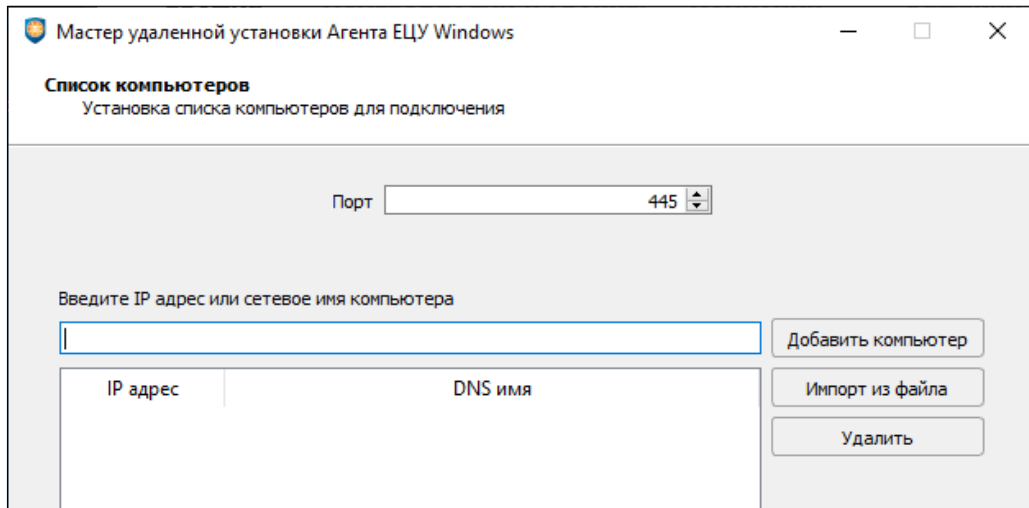 Мастер удаленной установки Агента ЕЦУ Windows
Список компьютеров
Установка списка компьютеров для подключения
Порт 445
Введите IP адрес или сетевое имя компьютера
Добавить компьютер
IP адрес DNS имя Импорт из файла
Удалить